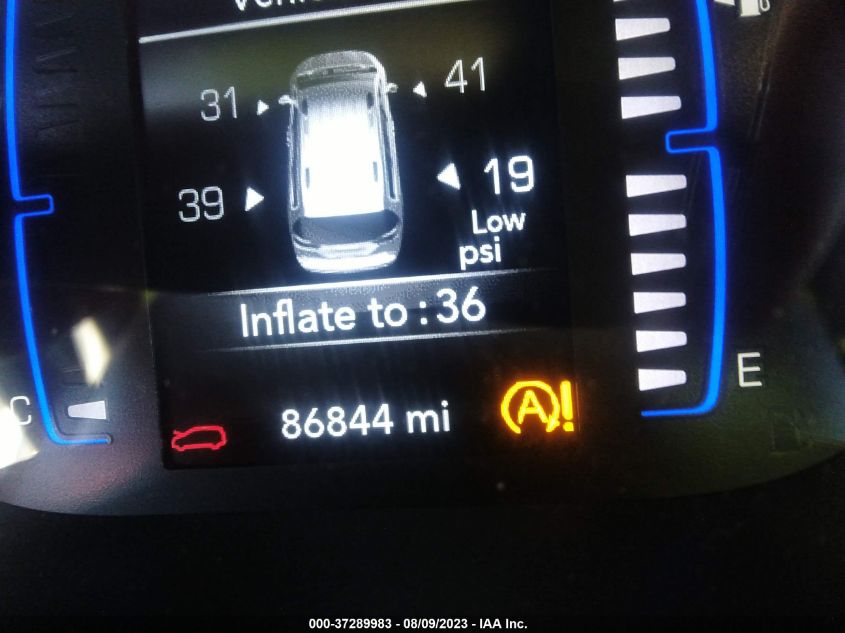 31 41
39 19
Low
psi
Inflate to : 36
E
C
86844 mi
A!
000-37289983 - 08/09/2023 - IAA Inc.